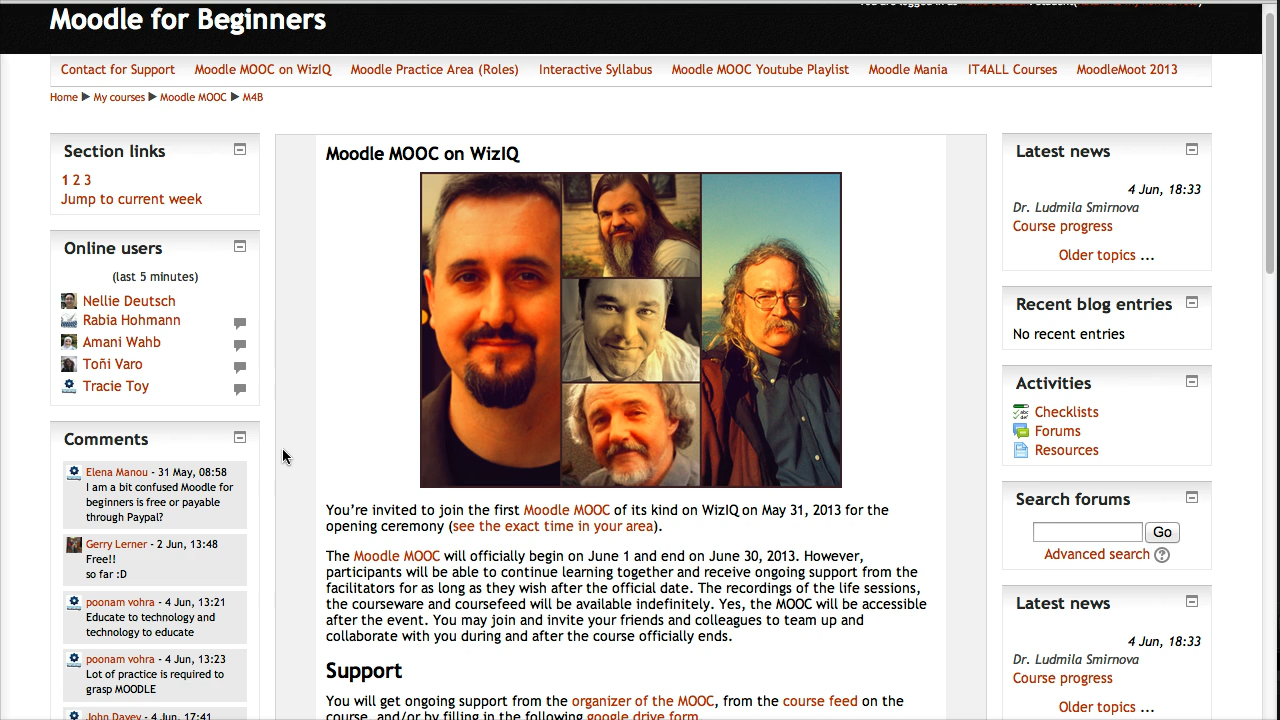 Moodle for Beginners
Contact for Support Moodle MOOC on WizIQ Moodle Practice Area (Roles) Interactive Syllabus Moodle MOOC Youtube Playlist Moodle Mania IT4ALL Courses MoodleMoot 2013
Home ▶ My courses ▶ Moodle MOOC ▶ M4B
Section links
1 2 3
Jump to current week
Online users
(last 5 minutes)
Nellie Deutsch
Rabia Hohmann
Amani Wahb
Toñi Varo
Tracie Toy
Comments
Elena Manou - 31 May, 08:58
I am a bit confused Moodle for
beginners is free or payable
through Paypal?
Gerry Lerner - 2 Jun, 13:48
Free!!
so far :D
poonam vohra - 4 Jun, 13:21
Educate to technology and
technology to educate
poonam vohra - 4 Jun, 13:23
Lot of practice is required to
grasp MOODLE
John Davey - 4 Jun, 17:41
Moodle MOOC on WizIQ
You're invited to join the first Moodle MOOC of its kind on WizIQ on May 31, 2013 for the
opening ceremony (see the exact time in your area).
The Moodle MOOC will officially begin on June 1 and end on June 30, 2013. However,
participants will be able to continue learning together and receive ongoing support from the
facilitators for as long as they wish after the official date. The recordings of the life sessions,
the courseware and coursefeed will be available indefinitely. Yes, the MOOC will be accessible
after the event. You may join and invite your friends and colleagues to team up and
collaborate with you during and after the course officially ends.
Support
You will get ongoing support from the organizer of the MOOC, from the course feed on the
course, and/or by filling in the following google drive form.
Latest news
4 Jun, 18:33
Dr. Ludmila Smirnova
Course progress
Older topics ...
Recent blog entries
No recent entries
Activities
Checklists
Forums
Resources
Search forums
Go
Advanced search ?
Latest news
4 Jun, 18:33
Dr. Ludmila Smirnova
Course progress
Older topics ...